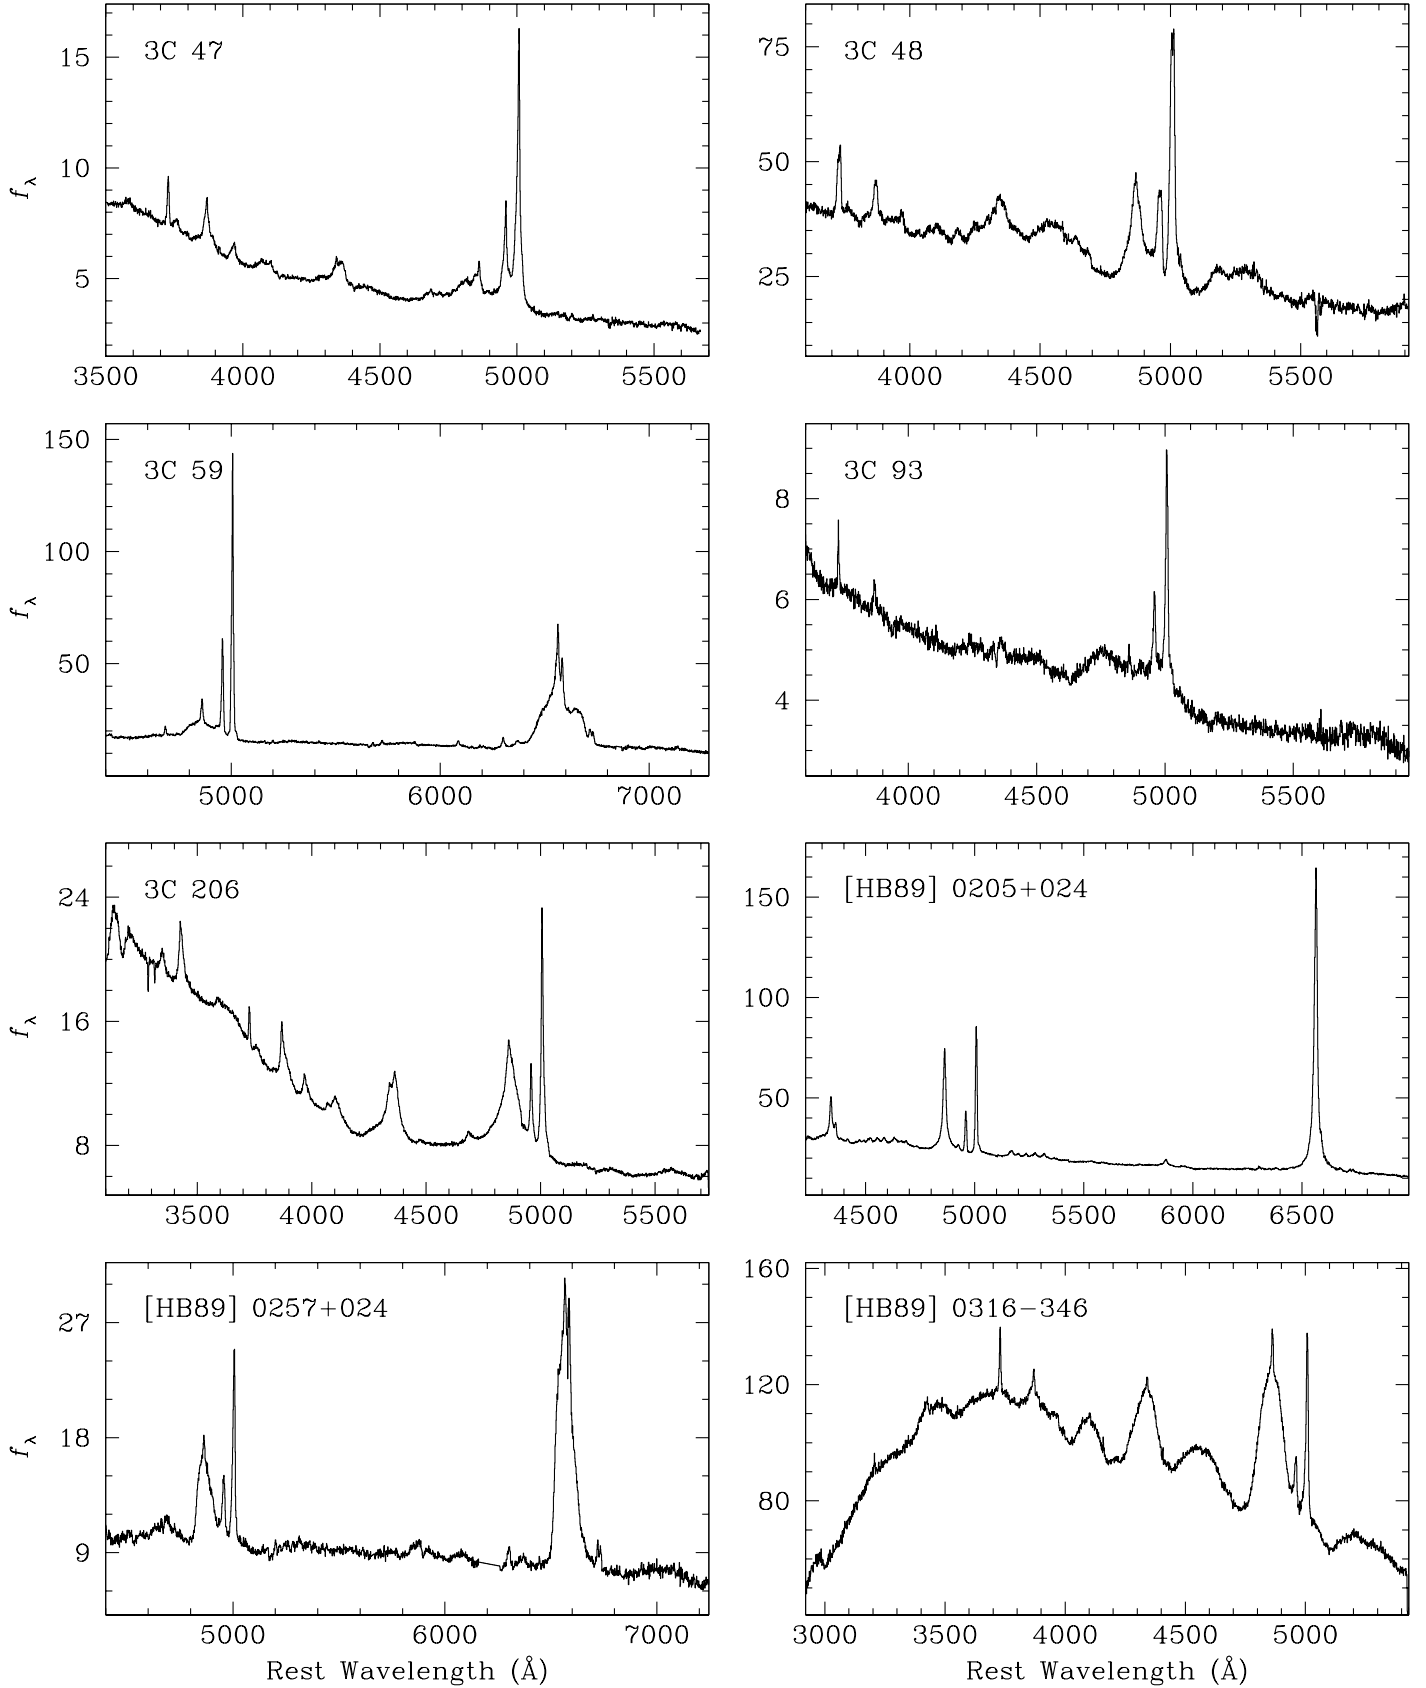 3C 47
15
10
5
fλ
3500 4000 4500 5000 5500
3C 48
75
50
25
4000 4500 5000 5500
3C 59
150
100
50
fλ
5000 6000 7000
3C 93
8
6
4
4000 4500 5000 5500
3C 206
24
16
8
fλ
3500 4000 4500 5000 5500
[HB89] 0205+024
150
100
50
4500 5000 5500 6000 6500
[HB89] 0257+024
27
18
9
fλ
5000 6000 7000
Rest Wavelength (Å)
[HB89] 0316−346
160
120
80
3000 3500 4000 4500 5000
Rest Wavelength (Å)